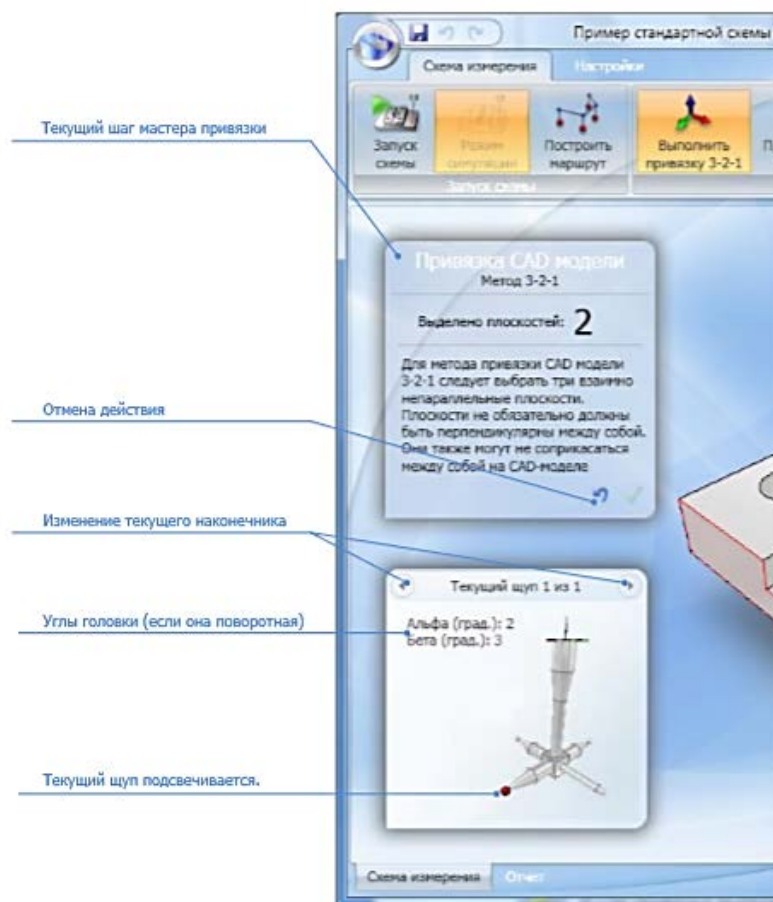 Пример стандартной схемы
Схема измерения
Настройки
Запуск
схемы
Режим
симуляции
Построить
маршрут
Выполнить
привязку 3-2-1
Запуск схемы
Текущий шаг мастера привязки
Привязка CAD модели
Метод 3-2-1
Выделено плоскостей: 2
Для метода привязки CAD модели
3-2-1 следует выбрать три взаимно
непараллельные плоскости.
Плоскости не обязательно должны
быть перпендикулярны между собой.
Они также могут не соприкасаться
между собой на CAD-моделе
Отмена действия
Изменение текущего наконечника
Текущий щуп 1 из 1
Углы головки (если она поворотная)
Альфа (град.): 2
Бета (град.): 3
Текущий щуп подсвечивается.
Схема измерения
Отчет